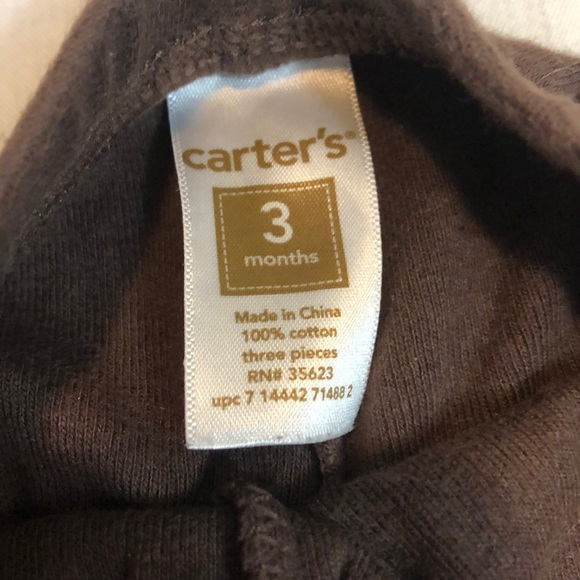 carter's®
3
months
Made in China
100% cotton
three pieces
RN# 35623
upc 7 14442 71488 2